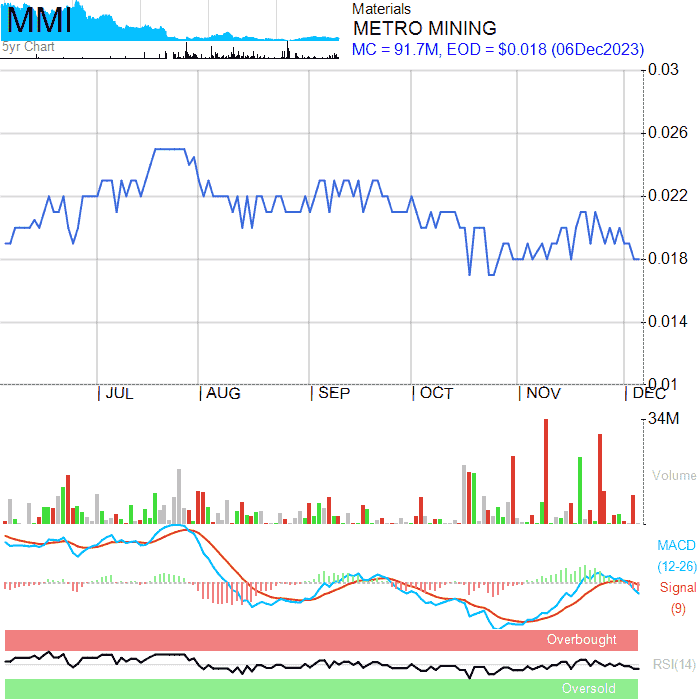 MMI
5yr Chart
Materials
METRO MINING
MC = 91.7M, EOD = $0.018 (06Dec2023)
0.03
0.026
0.022
0.018
0.014
0.01
JUL
AUG
SEP
OCT
NOV
DEC
34M
Volume
MACD
(12-26)
Signal
(9)
Overbought
RSI(14)
Oversold